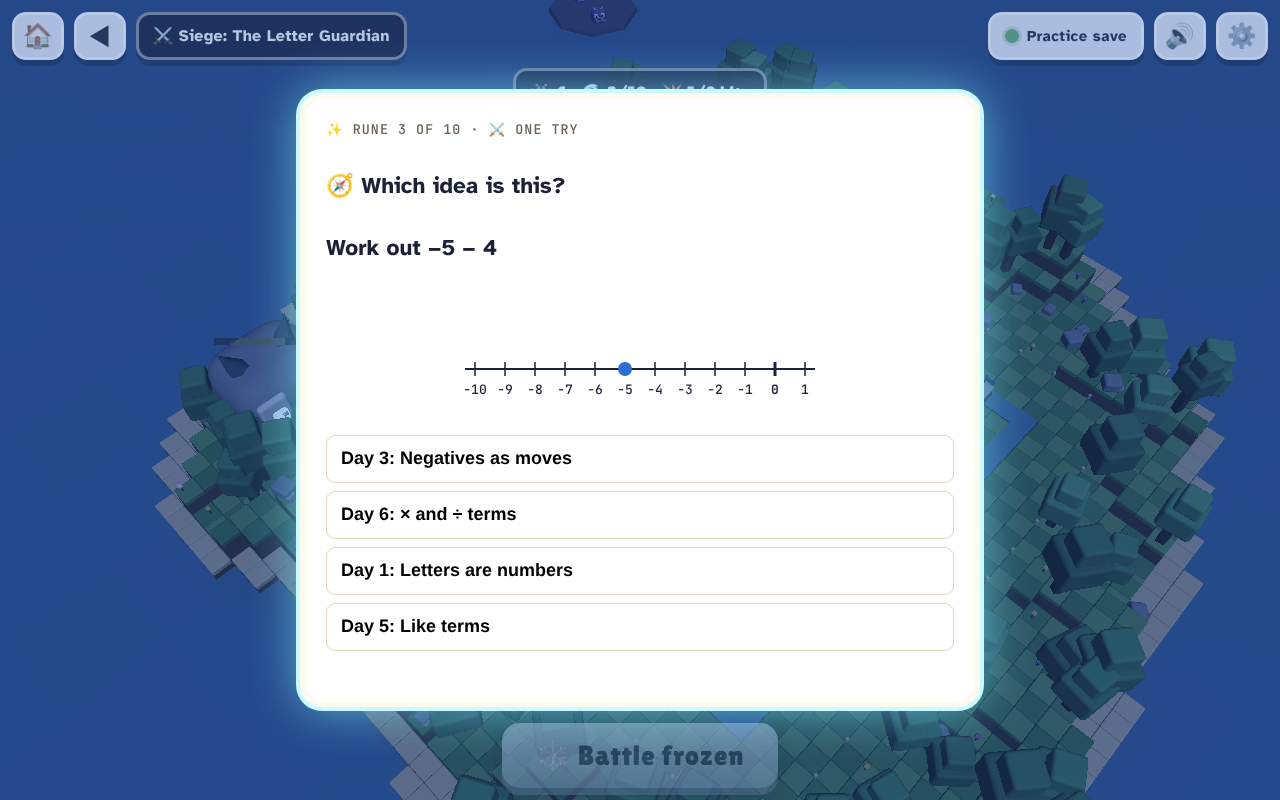 Siege: The Letter Guardian
Practice save
RUNE 3 OF 10 · ONE TRY
Which idea is this?
Work out −5 − 4
-10 -9 -8 -7 -6 -5 -4 -3 -2 -1 0 1
Day 3: Negatives as moves
Day 6: × and ÷ terms
Day 1: Letters are numbers
Day 5: Like terms
Battle frozen